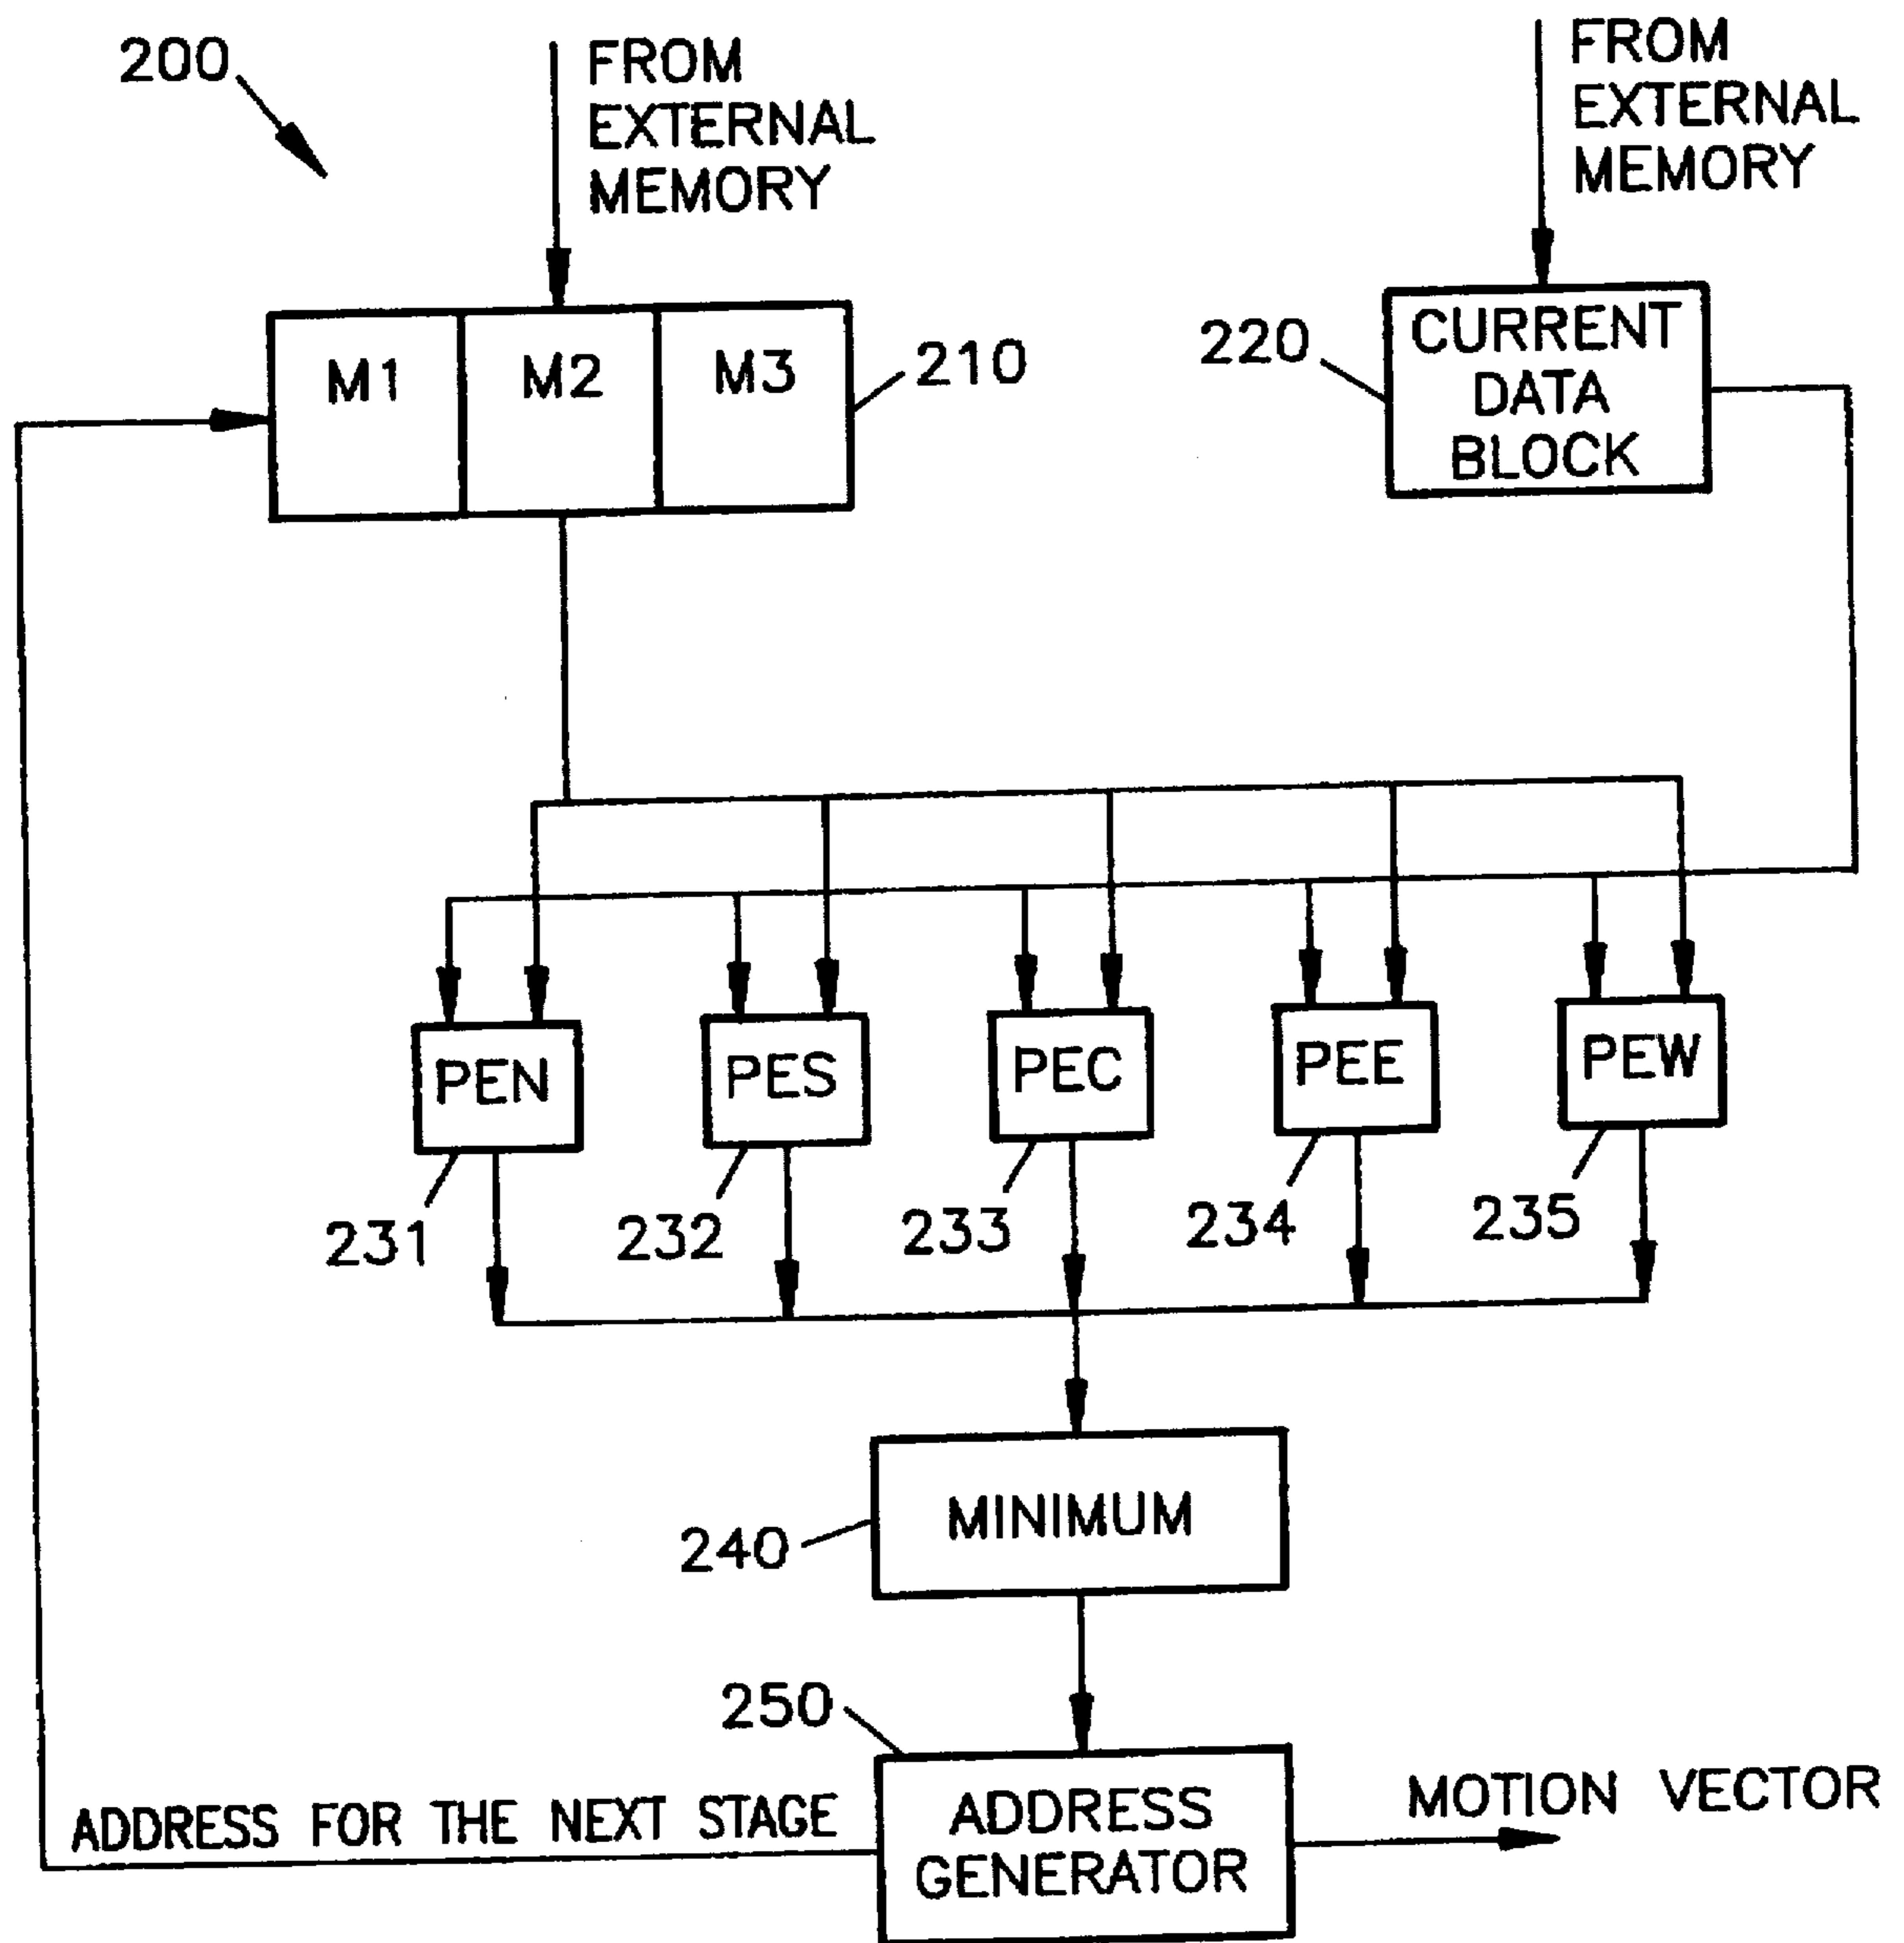 200
FROM
EXTERNAL
MEMORY
FROM
EXTERNAL
MEMORY
M1
M2
M3
210
220
CURRENT
DATA
BLOCK
PEN
PES
PEC
PEE
PEW
231
232
233
234
235
240
MINIMUM
250
ADDRESS
GENERATOR
ADDRESS FOR THE NEXT STAGE
MOTION VECTOR